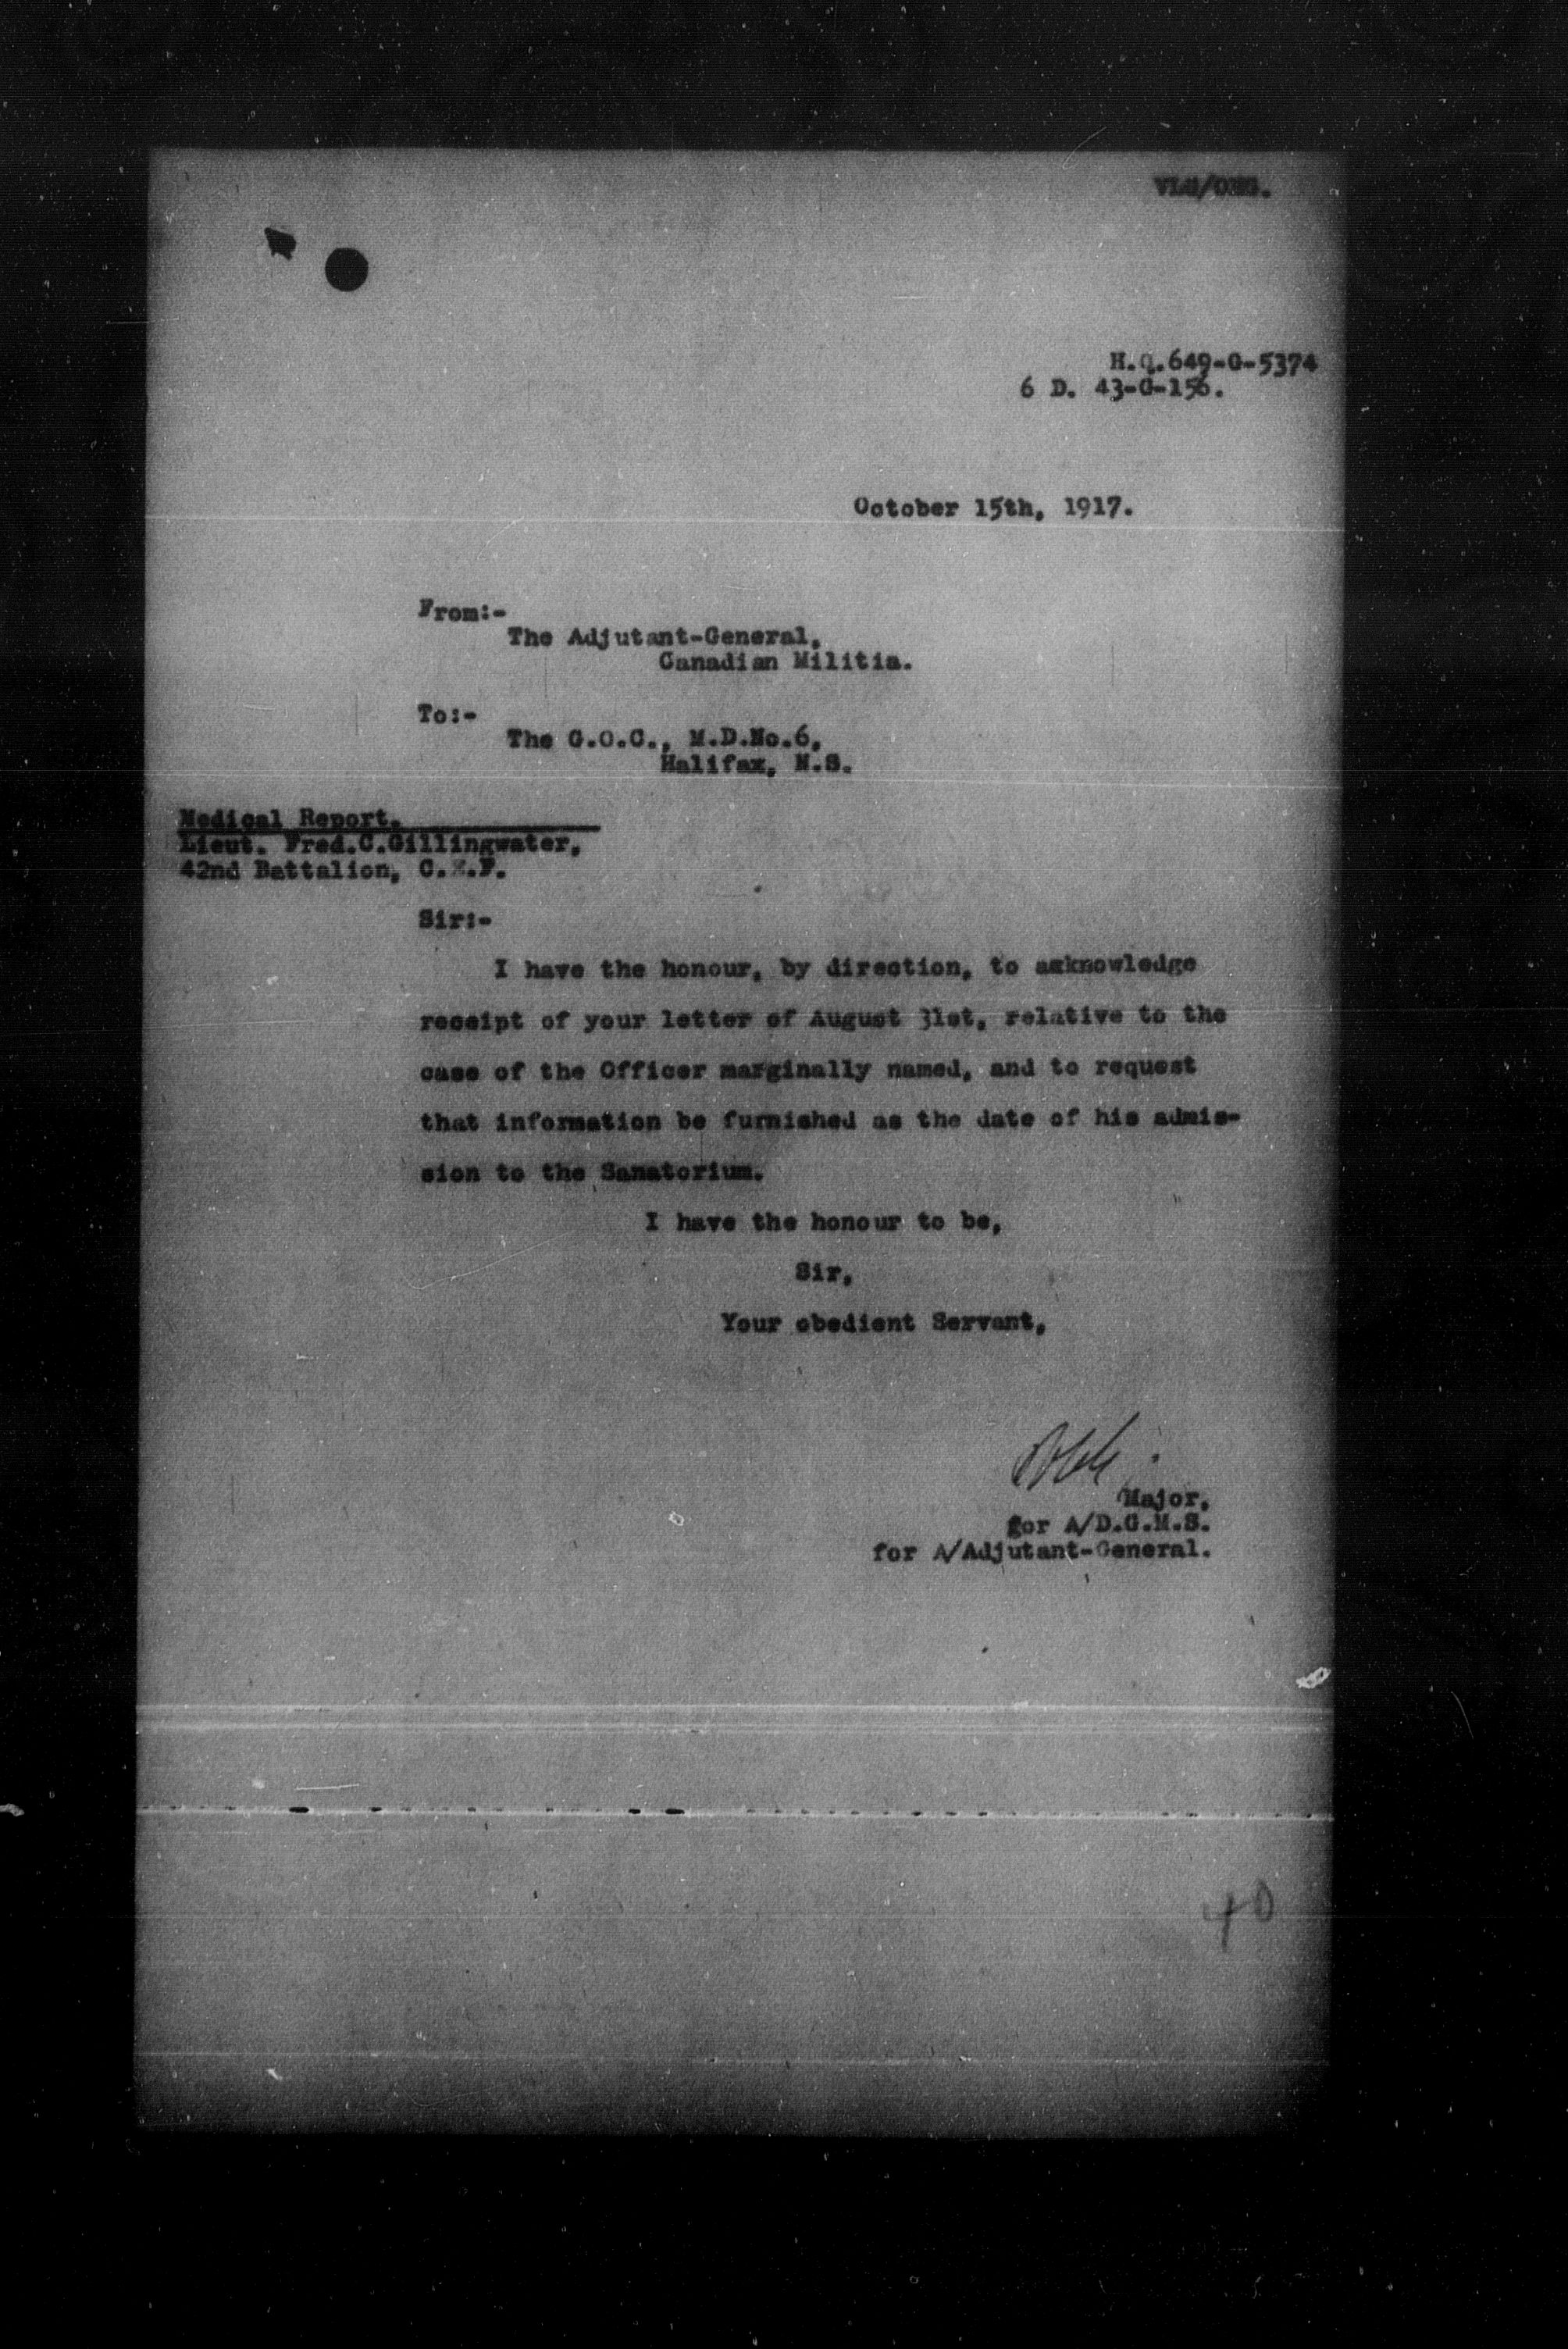 H.Q.649-G-5374
6 D. 43-G-156.
October 15th, 1917.
From:-
The Adjutant-General,
Canadian Militia.
To:-
The G.O.C., M.D.No.6,
Halifax, N.S.
Medical Report.
Lieut. Fred.C.Gillingwater,
42nd Battalion, C.E.F.
Sir:-
I have the honour, by direction, to acknowledge
receipt of your letter of August 31st, relative to the
case of the Officer marginally named, and to request
that information be furnished as the date of his admis-
sion to the Sanatorium.
I have the honour to be,
Sir,
Your obedient Servant,
Major,
for A/D.G.M.S.
for A/Adjutant-General.
40